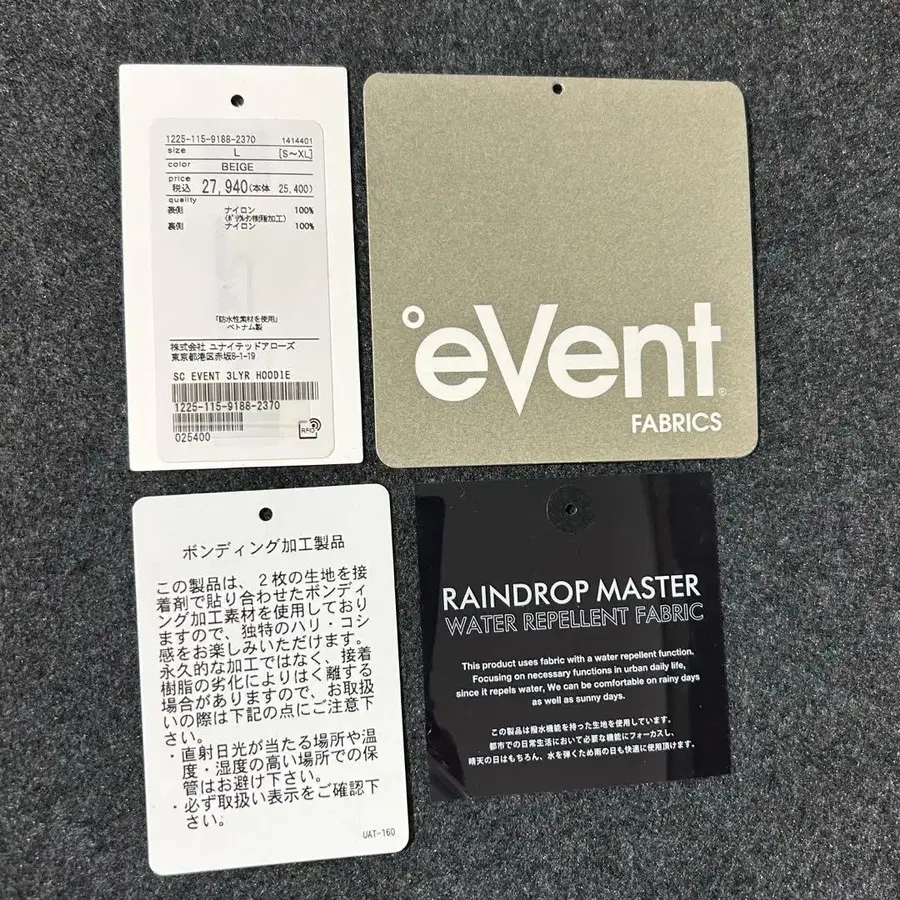 1225-115-9188-2370 1414401
size L [S〜XL]
color BEIGE
price
税込 27,940(本体 25,400)
quality
表側 ナイロン 100%
(ポリウレタン樹脂加工)
裏側 ナイロン 100%
「防水性素材を使用」
ベトナム製
株式会社 ユナイテッドアローズ
東京都港区赤坂8-1-19
SC EVENT 3LYR HOODIE
1225-115-9188-2370
025400
RFID
eVent®
FABRICS
ボンディング加工製品
この製品は、2枚の生地を接
着剤で貼り合わせたボンディ
ング加工素材を使用しており
ますので、独特のハリ・コシ
感をお楽しみいただけます。
永久的な加工ではなく、接着
樹脂の劣化によりはく離する
場合がありますので、お取扱
いの際は下記の点にご注意下
さい。
・直射日光が当たる場所や温
度・湿度の高い場所での保
管はお避け下さい。
・必ず取扱い表示をご確認下
さい。
UAT-160
RAINDROP MASTER
WATER REPELLENT FABRIC
This product uses fabric with a water repellent function.
Focusing on necessary functions in urban daily life,
since it repels water, We can be comfortable on rainy days
as well as sunny days.
この製品は撥水機能を持った生地を使用しています。
都市での日常生活において必要な機能にフォーカスし、
晴天の日はもちろん、水を弾くため雨の日も快適に使用頂けます。